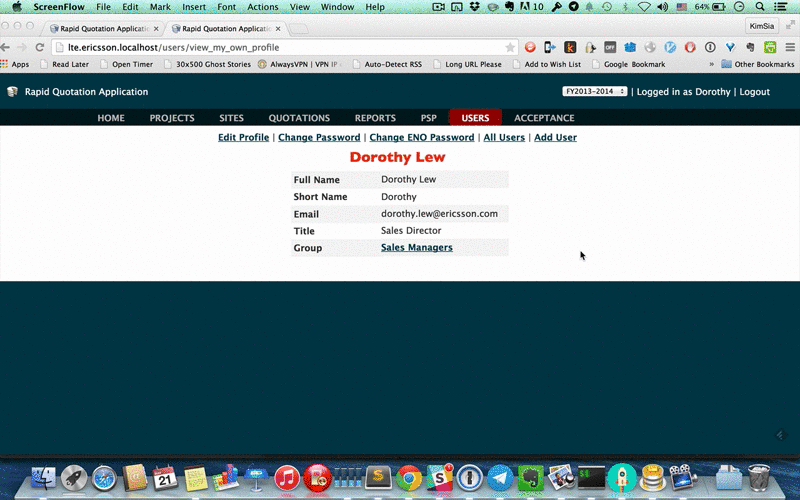 ScreenFlow File Edit Mark Insert Font Actions View Window Help 10 64%
Rapid Quotation Applicatio Rapid Quotation Applicatio KimSia
lte.ericsson.localhost/users/view_my_own_profile
Apps Read Later Open Timer 30x500 Ghost Stories AlwaysVPN | VPN IP Auto-Detect RSS Long URL Please Add to Wish List Google Bookmark » Other Bookmarks
Rapid Quotation Application FY2013-2014 | Logged in as Dorothy | Logout
HOME PROJECTS SITES QUOTATIONS REPORTS PSP USERS ACCEPTANCE
Edit Profile | Change Password | Change ENO Password | All Users | Add User
Dorothy Lew
Full Name Dorothy Lew
Short Name Dorothy
Email dorothy.lew@ericsson.com
Title Sales Director
Group Sales Managers
21